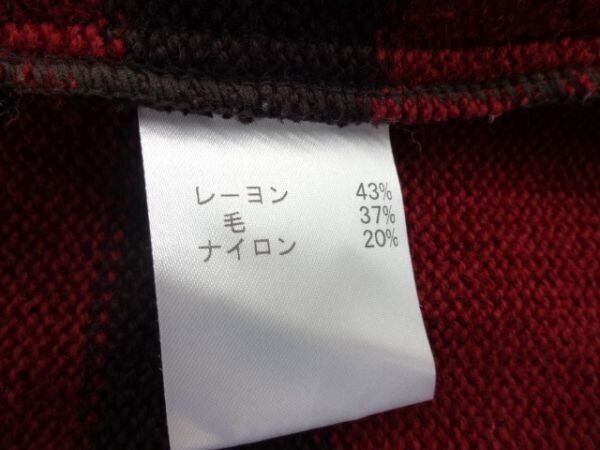 レーヨン 43%
毛 37%
ナイロン 20%